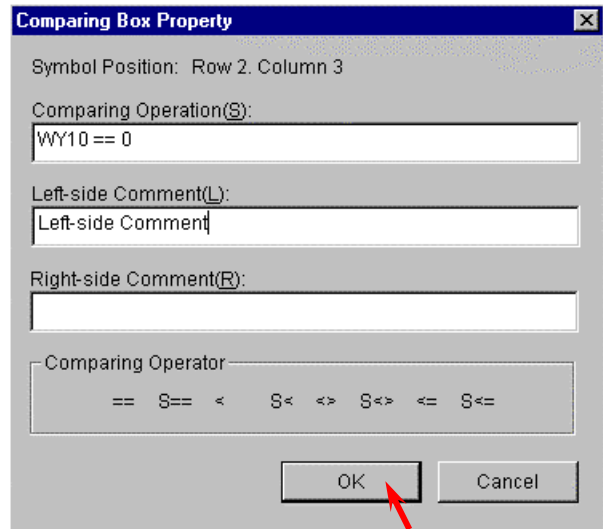 Comparing Box Property
Symbol Position: Row 2. Column 3
Comparing Operation(S):
WY10 == 0
Left-side Comment(L):
Left-side Comment
Right-side Comment(R):
Comparing Operator
== S== < S< <> S<> <= S<=
OK Cancel